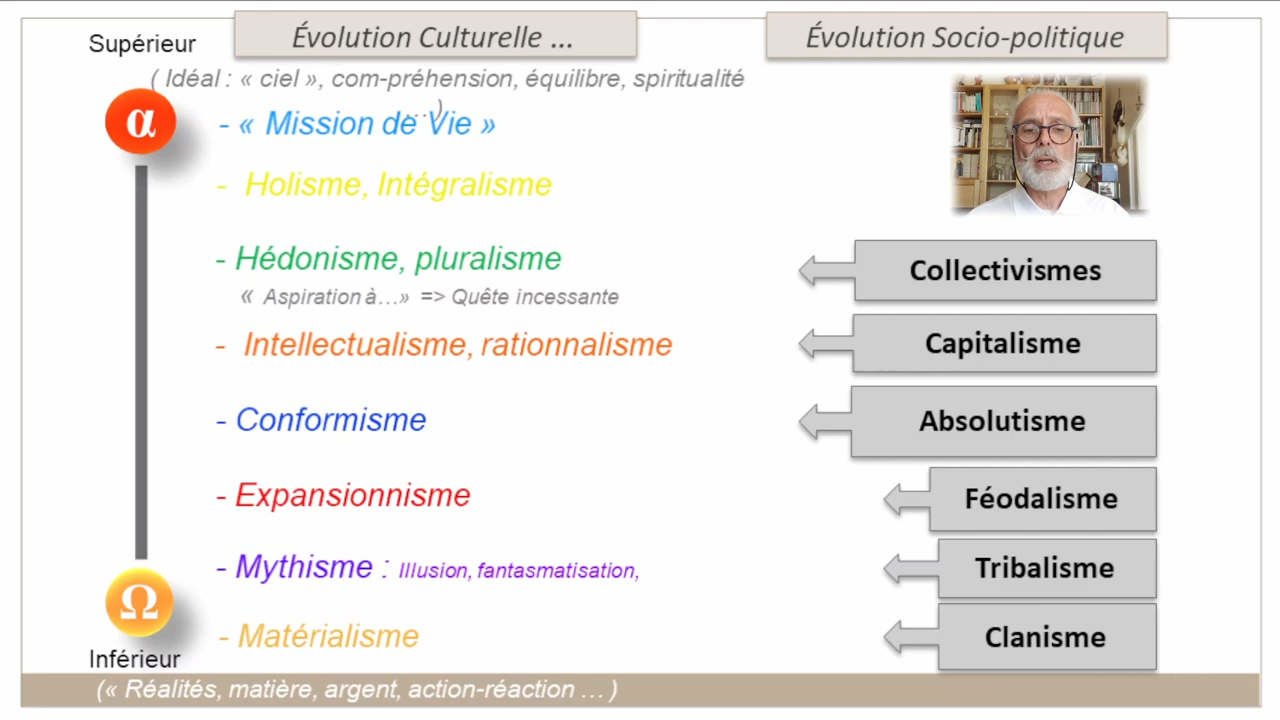 Supérieur
Évolution Culturelle ...
Évolution Socio-politique
( Idéal : « ciel », com-préhension, équilibre, spiritualité
...)
α
- « Mission de Vie »
- Holisme, Intégralisme
- Hédonisme, pluralisme
Collectivismes
« Aspiration à...» => Quête incessante
- Intellectualisme, rationnalisme
Capitalisme
- Conformisme
Absolutisme
- Expansionnisme
Féodalisme
- Mythisme : Illusion, fantasmatisation,
Tribalisme
Ω
- Matérialisme
Clanisme
Inférieur
(« Réalités, matière, argent, action-réaction ... )